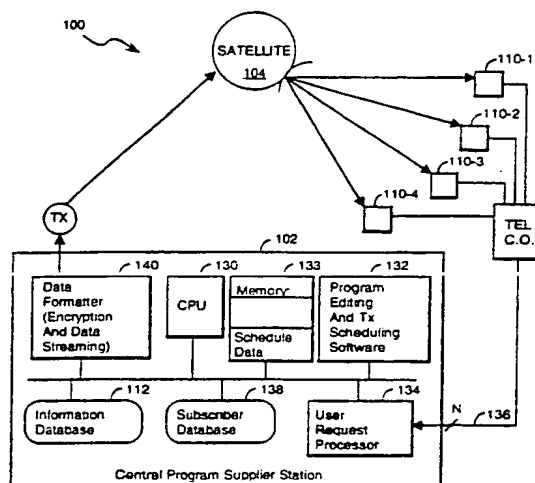 100
SATELLITE
104
110-1
110-2
110-3
110-4
TX
TEL
C.O.
102
140
130
133
132
Data
Formatter
(Encryption
And Data
Streaming)
CPU
Memory
Schedule Data
Program
Editing
And Tx
Scheduling
Software
112
138
134
Information
Database
Subscriber
Database
User
Request
Processor
N
136
Central Program Supplier Station